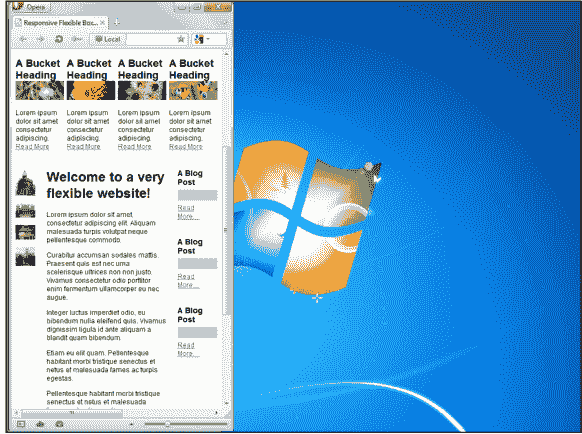 Opera
Responsive Flexible Box...
Local
A Bucket Heading
A Bucket Heading
A Bucket Heading
A Bucket Heading
Lorem ipsum dolor sit amet consectetur adipiscing.
Read More
Lorem ipsum dolor sit amet consectetur adipiscing.
Read More
Lorem ipsum dolor sit amet consectetur adipiscing.
Read More
Lorem ipsum dolor sit amet consectetur adipiscing.
Read More
Welcome to a very
flexible website!
Lorem ipsum dolor sit amet,
consectetur adipiscing elit. Aliquam
malesuada turpis volutpat neque
pellentesque commodo.
Curabitur accumsan sodales mattis.
Praesent quis est nec urna
scelerisque ultrices non non justo.
Vivamus consectetur odio porttitor
enim fermentum ullamcorper eu nec
augue.
Integer luctus imperdiet odio, eu
bibendum nulla eleifend quis. Vivamus
dignissim ligula id ante aliquam a
blandit quam bibendum.
Etiam eu elit quam. Pellentesque
habitant morbi tristique senectus et
netus et malesuada fames ac turpis
egestas.
Pellentesque habitant morbi tristique
senectus et netus et malesuada
A Blog
Post
Read
More...
A Blog
Post
Read
More...
A Blog
Post
Read
More...